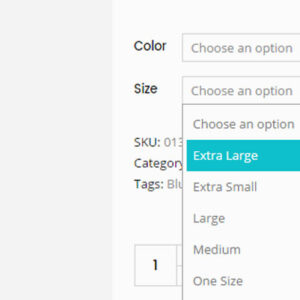 Color Choose an option
Size Choose an option
Choose an option
SKU: 013 Extra Large
Category
Tags: Blu Extra Small
Large
Medium
1 One Size